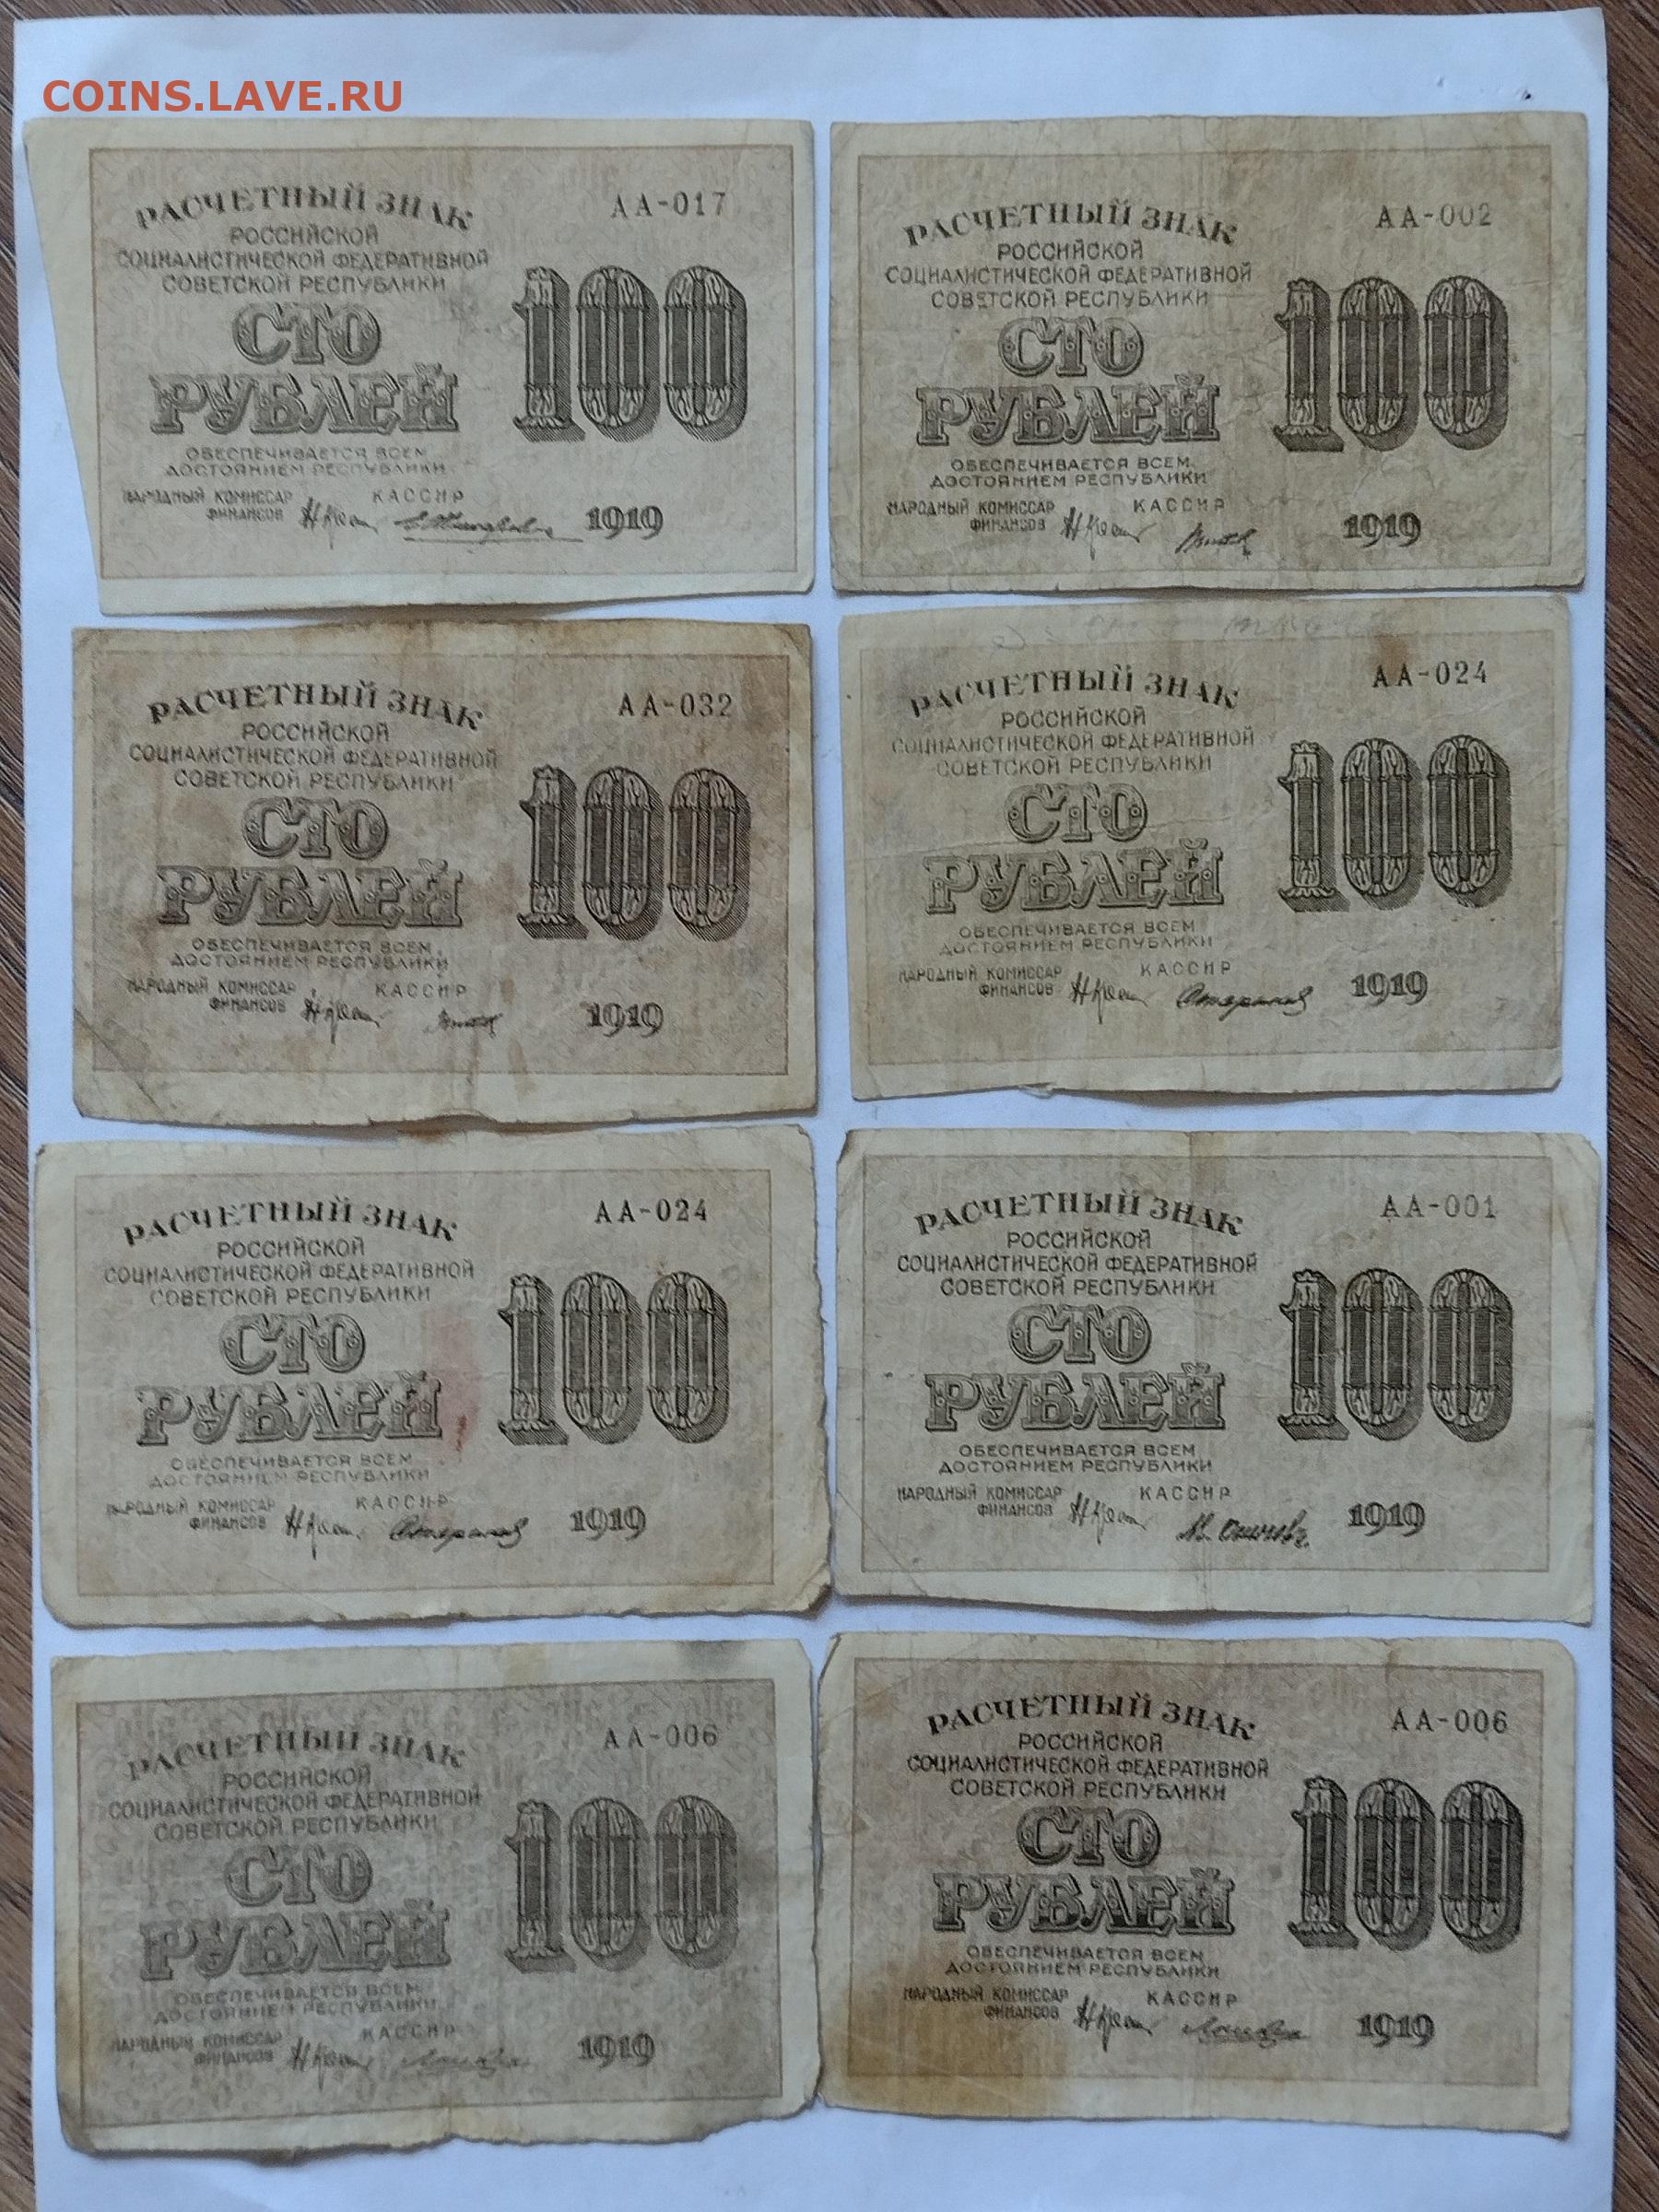 COINS.LAVE.RU
РАСЧЕТНЫЙ ЗНАК
АА-017
РОССИЙСКОЙ
СОЦИАЛИСТИЧЕСКОЙ ФЕДЕРАТИВНОЙ
СОВЕТСКОЙ РЕСПУБЛИКИ
СТО
РУБЛЕЙ
100
ОБЕСПЕЧИВАЕТСЯ ВСЕМ
ДОСТОЯНИЕМ РЕСПУБЛИКИ
НАРОДНЫЙ КОМИССАР
ФИНАНСОВ
КАССИР
1919
РАСЧЕТНЫЙ ЗНАК
АА-002
РОССИЙСКОЙ
СОЦИАЛИСТИЧЕСКОЙ ФЕДЕРАТИВНОЙ
СОВЕТСКОЙ РЕСПУБЛИКИ
СТО
РУБЛЕЙ
100
ОБЕСПЕЧИВАЕТСЯ ВСЕМ
ДОСТОЯНИЕМ РЕСПУБЛИКИ
НАРОДНЫЙ КОМИССАР
ФИНАНСОВ
КАССИР
1919
РАСЧЕТНЫЙ ЗНАК
АА-032
РОССИЙСКОЙ
СОЦИАЛИСТИЧЕСКОЙ ФЕДЕРАТИВНОЙ
СОВЕТСКОЙ РЕСПУБЛИКИ
СТО
РУБЛЕЙ
100
ОБЕСПЕЧИВАЕТСЯ ВСЕМ
ДОСТОЯНИЕМ РЕСПУБЛИКИ
НАРОДНЫЙ КОМИССАР
ФИНАНСОВ
КАССИР
1919
РАСЧЕТНЫЙ ЗНАК
АА-024
РОССИЙСКОЙ
СОЦИАЛИСТИЧЕСКОЙ ФЕДЕРАТИВНОЙ
СОВЕТСКОЙ РЕСПУБЛИКИ
СТО
РУБЛЕЙ
100
ОБЕСПЕЧИВАЕТСЯ ВСЕМ
ДОСТОЯНИЕМ РЕСПУБЛИКИ
НАРОДНЫЙ КОМИССАР
ФИНАНСОВ
КАССИР
1919
РАСЧЕТНЫЙ ЗНАК
АА-024
РОССИЙСКОЙ
СОЦИАЛИСТИЧЕСКОЙ ФЕДЕРАТИВНОЙ
СОВЕТСКОЙ РЕСПУБЛИКИ
СТО
РУБЛЕЙ
100
ОБЕСПЕЧИВАЕТСЯ ВСЕМ
ДОСТОЯНИЕМ РЕСПУБЛИКИ
НАРОДНЫЙ КОМИССАР
ФИНАНСОВ
КАССИР
1919
РАСЧЕТНЫЙ ЗНАК
АА-001
РОССИЙСКОЙ
СОЦИАЛИСТИЧЕСКОЙ ФЕДЕРАТИВНОЙ
СОВЕТСКОЙ РЕСПУБЛИКИ
СТО
РУБЛЕЙ
100
ОБЕСПЕЧИВАЕТСЯ ВСЕМ
ДОСТОЯНИЕМ РЕСПУБЛИКИ
НАРОДНЫЙ КОМИССАР
ФИНАНСОВ
КАССИР
1919
РАСЧЕТНЫЙ ЗНАК
АА-006
РОССИЙСКОЙ
СОЦИАЛИСТИЧЕСКОЙ ФЕДЕРАТИВНОЙ
СОВЕТСКОЙ РЕСПУБЛИКИ
СТО
РУБЛЕЙ
100
ОБЕСПЕЧИВАЕТСЯ ВСЕМ
ДОСТОЯНИЕМ РЕСПУБЛИКИ
НАРОДНЫЙ КОМИССАР
ФИНАНСОВ
КАССИР
1919
РАСЧЕТНЫЙ ЗНАК
АА-006
РОССИЙСКОЙ
СОЦИАЛИСТИЧЕСКОЙ ФЕДЕРАТИВНОЙ
СОВЕТСКОЙ РЕСПУБЛИКИ
СТО
РУБЛЕЙ
100
ОБЕСПЕЧИВАЕТСЯ ВСЕМ
ДОСТОЯНИЕМ РЕСПУБЛИКИ
НАРОДНЫЙ КОМИССАР
ФИНАНСОВ
КАССИР
1919